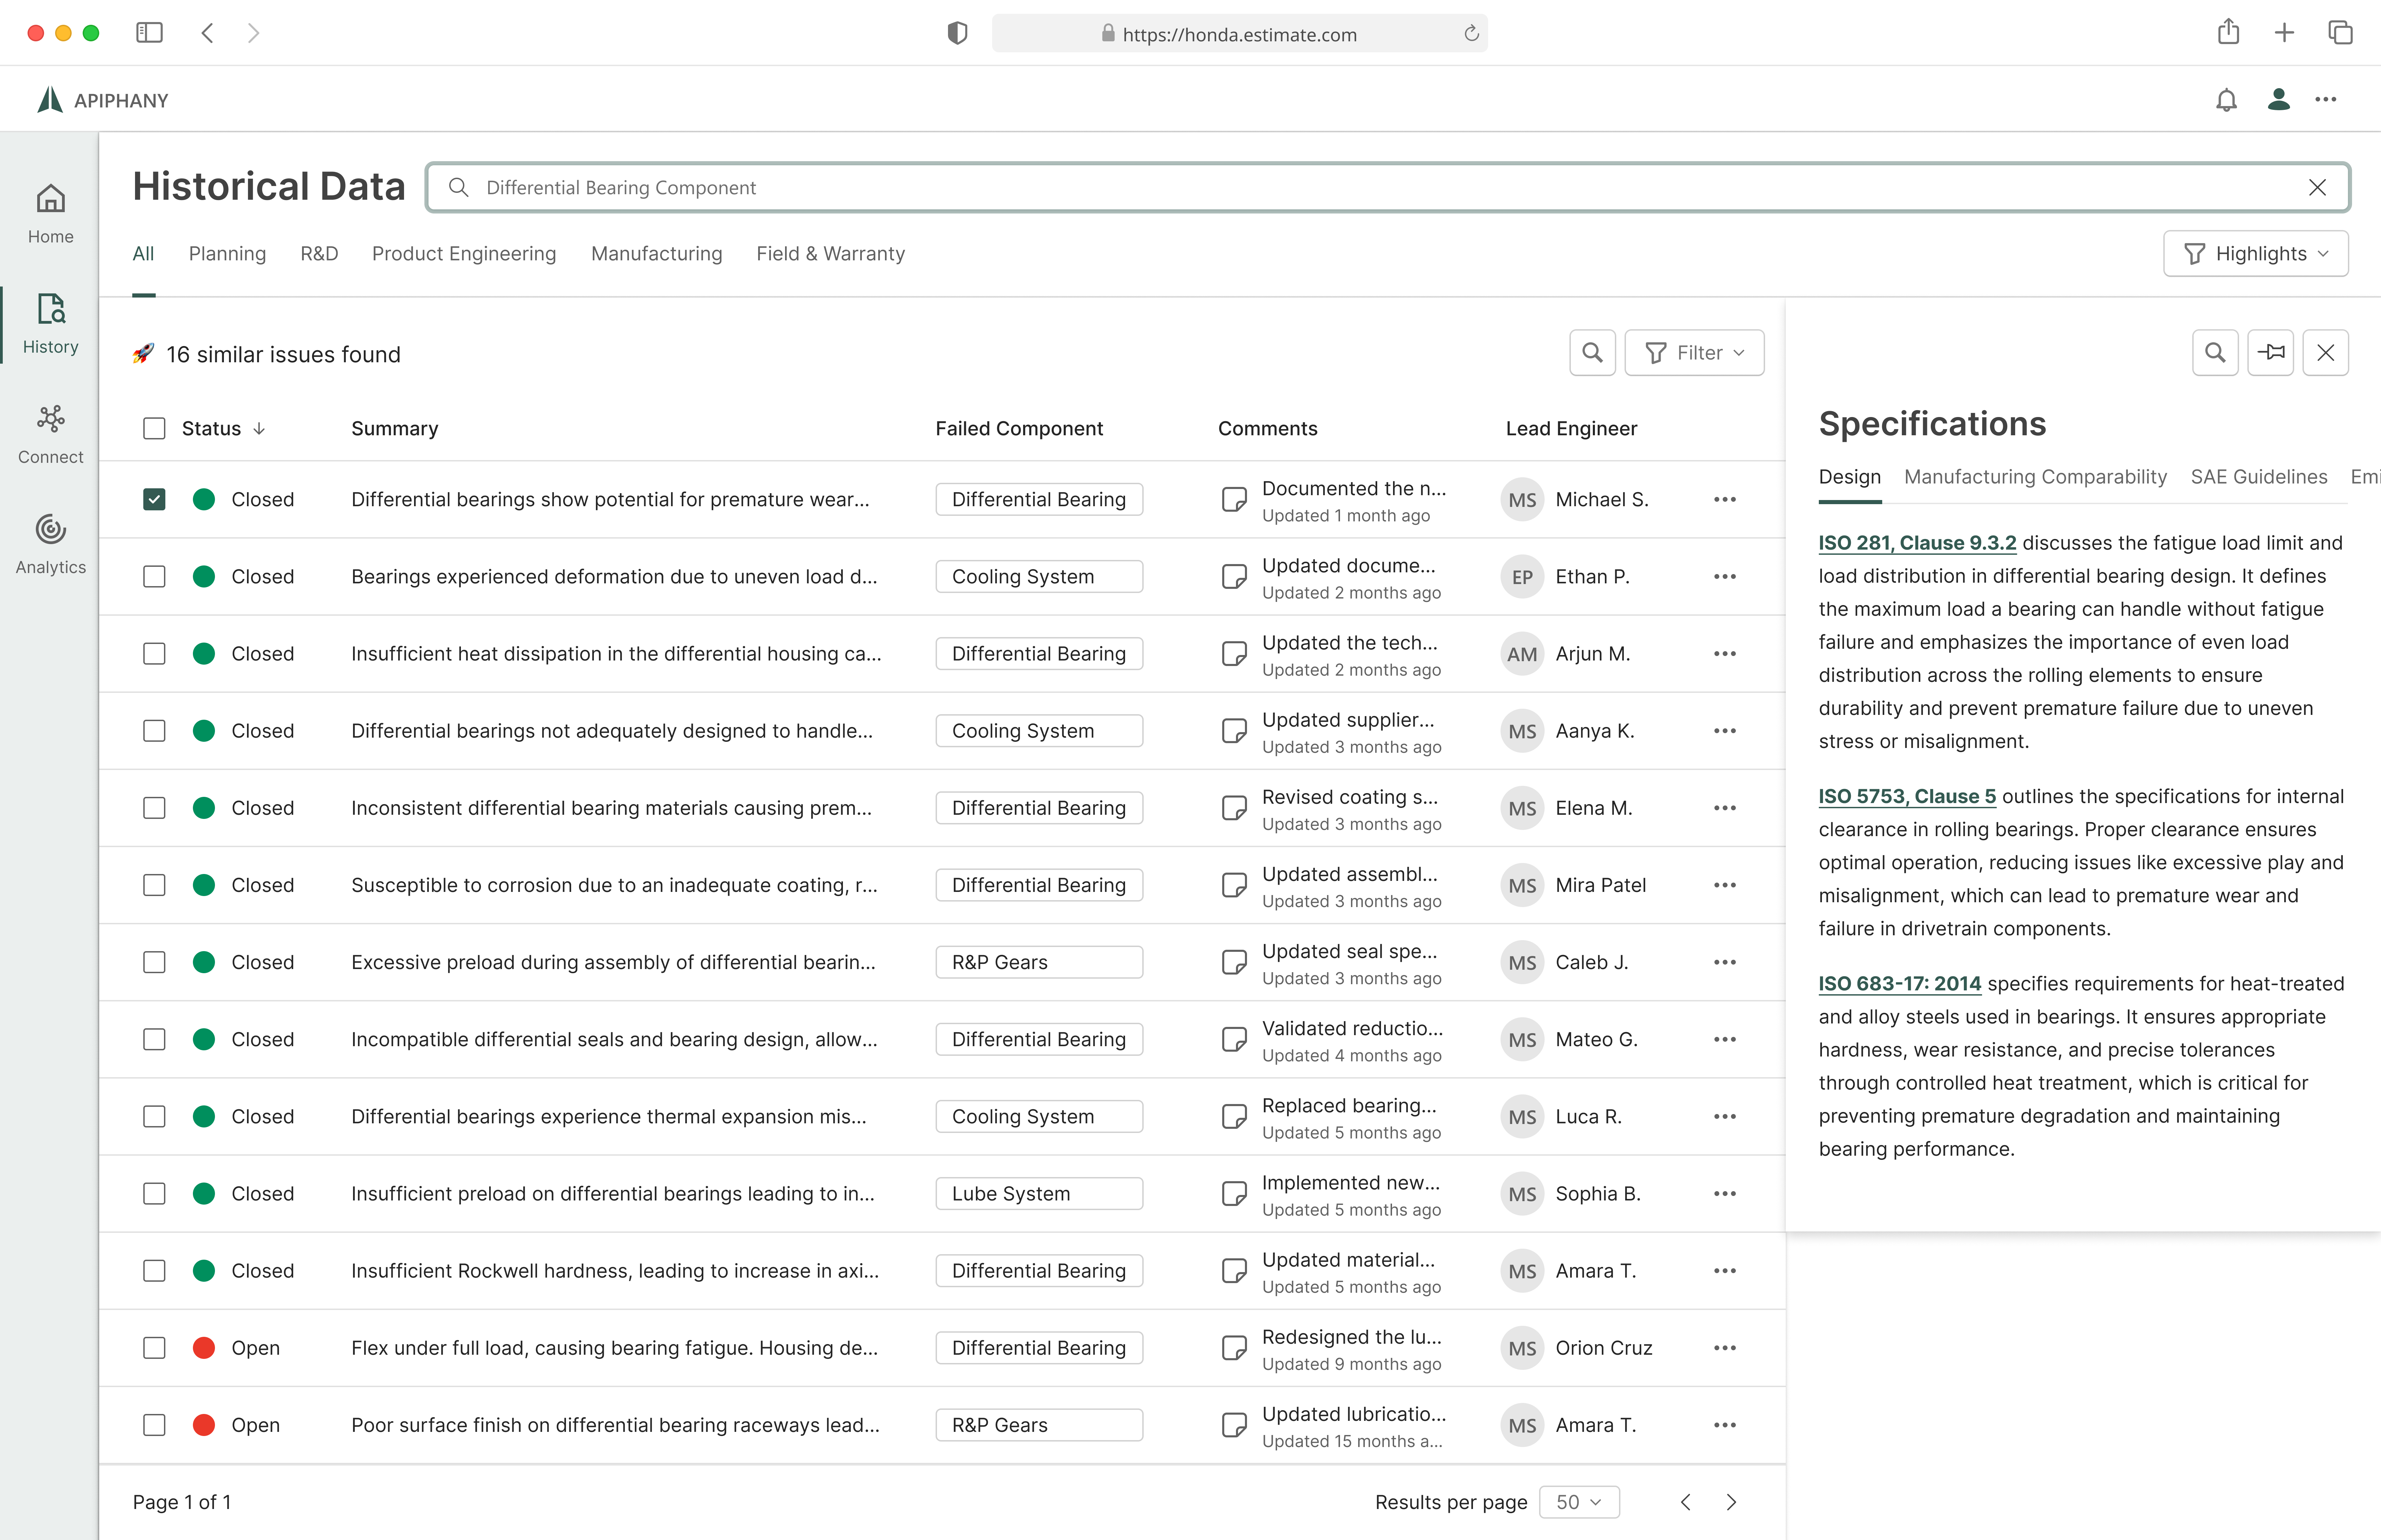 https://honda.estimate.com
APIPHANY
Home
History
Connect
Analytics
Historical Data
Differential Bearing Component
All Planning R&D Product Engineering Manufacturing Field & Warranty
Highlights
16 similar issues found
Filter
Status Summary Failed Component Comments Lead Engineer
Closed Differential bearings show potential for premature wear... Differential Bearing Documented the n... MS Michael S.
Updated 1 month ago
Closed Bearings experienced deformation due to uneven load d... Cooling System Updated docume... EP Ethan P.
Updated 2 months ago
Closed Insufficient heat dissipation in the differential housing ca... Differential Bearing Updated the tech... AM Arjun M.
Updated 2 months ago
Closed Differential bearings not adequately designed to handle... Cooling System Updated supplier... MS Aanya K.
Updated 3 months ago
Closed Inconsistent differential bearing materials causing prem... Differential Bearing Revised coating s... MS Elena M.
Updated 3 months ago
Closed Susceptible to corrosion due to an inadequate coating, r... Differential Bearing Updated assembl... MS Mira Patel
Updated 3 months ago
Closed Excessive preload during assembly of differential bearin... R&P Gears Updated seal spe... MS Caleb J.
Updated 3 months ago
Closed Incompatible differential seals and bearing design, allow... Differential Bearing Validated reductio... MS Mateo G.
Updated 4 months ago
Closed Differential bearings experience thermal expansion mis... Cooling System Replaced bearing... MS Luca R.
Updated 5 months ago
Closed Insufficient preload on differential bearings leading to in... Lube System Implemented new... MS Sophia B.
Updated 5 months ago
Closed Insufficient Rockwell hardness, leading to increase in axi... Differential Bearing Updated material... MS Amara T.
Updated 5 months ago
Open Flex under full load, causing bearing fatigue. Housing de... Differential Bearing Redesigned the lu... MS Orion Cruz
Updated 9 months ago
Open Poor surface finish on differential bearing raceways lead... R&P Gears Updated lubricatio... MS Amara T.
Updated 15 months a...
Page 1 of 1
Results per page 50
Specifications
Design Manufacturing Comparability SAE Guidelines Emi
ISO 281, Clause 9.3.2 discusses the fatigue load limit and
load distribution in differential bearing design. It defines
the maximum load a bearing can handle without fatigue
failure and emphasizes the importance of even load
distribution across the rolling elements to ensure
durability and prevent premature failure due to uneven
stress or misalignment.
ISO 5753, Clause 5 outlines the specifications for internal
clearance in rolling bearings. Proper clearance ensures
optimal operation, reducing issues like excessive play and
misalignment, which can lead to premature wear and
failure in drivetrain components.
ISO 683-17: 2014 specifies requirements for heat-treated
and alloy steels used in bearings. It ensures appropriate
hardness, wear resistance, and precise tolerances
through controlled heat treatment, which is critical for
preventing premature degradation and maintaining
bearing performance.